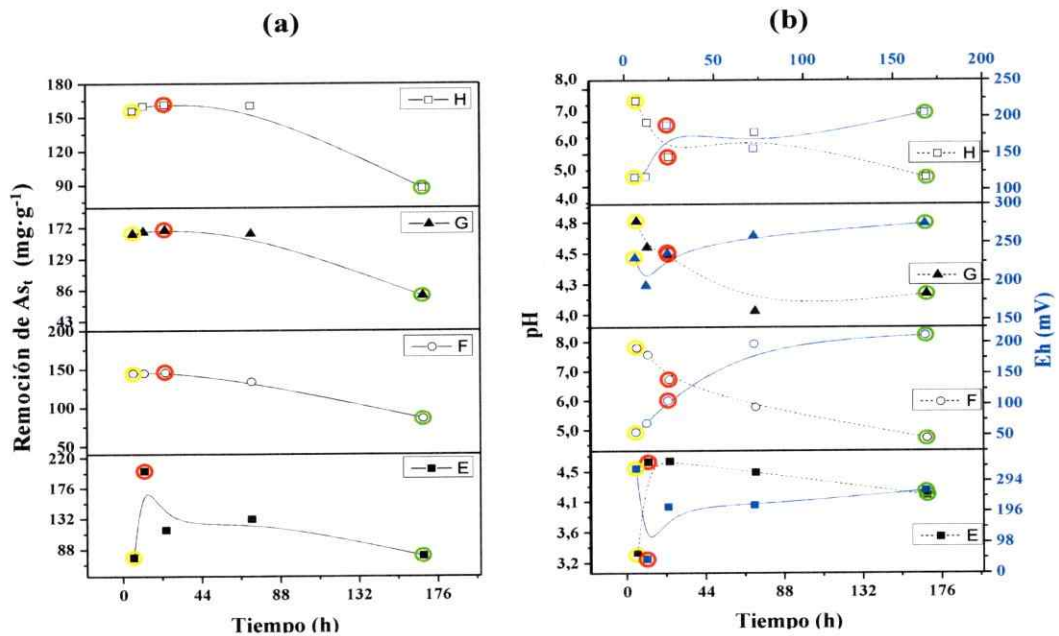 (a)
(b)
0 50 100 150 200
180
150
120
90
H
172
129
86
43
G
200
150
100
50
F
220
176
132
88
E
0 44 88 132 176
Tiempo (h)
Remoción de Asₜ (mg·g⁻¹)
8,0
7,0
6,0
5,0
4,0
H
250
200
150
100
4,8
4,5
4,3
4,0
G
300
250
200
150
8,0
7,0
6,0
5,0
F
200
150
100
50
4,5
4,1
3,6
3,2
E
294
196
98
0
0 44 88 132 176
Tiempo (h)
pH
Eh (mV)